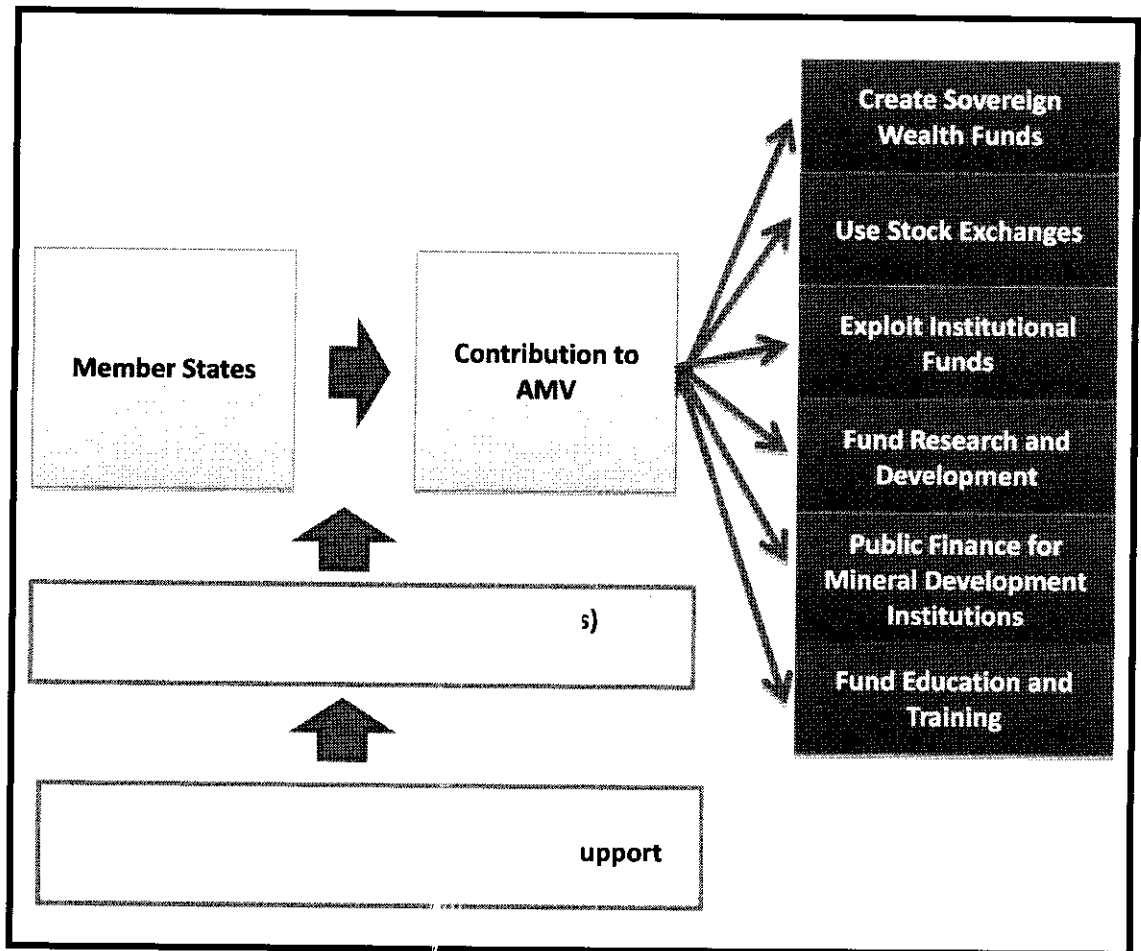 Member States
Contribution to
AMV
Create Sovereign
Wealth Funds
Use Stock Exchanges
Exploit Institutional
Funds
Fund Research and
Development
Public Finance for
Mineral Development
Institutions
Fund Education and
Training
s)
upport